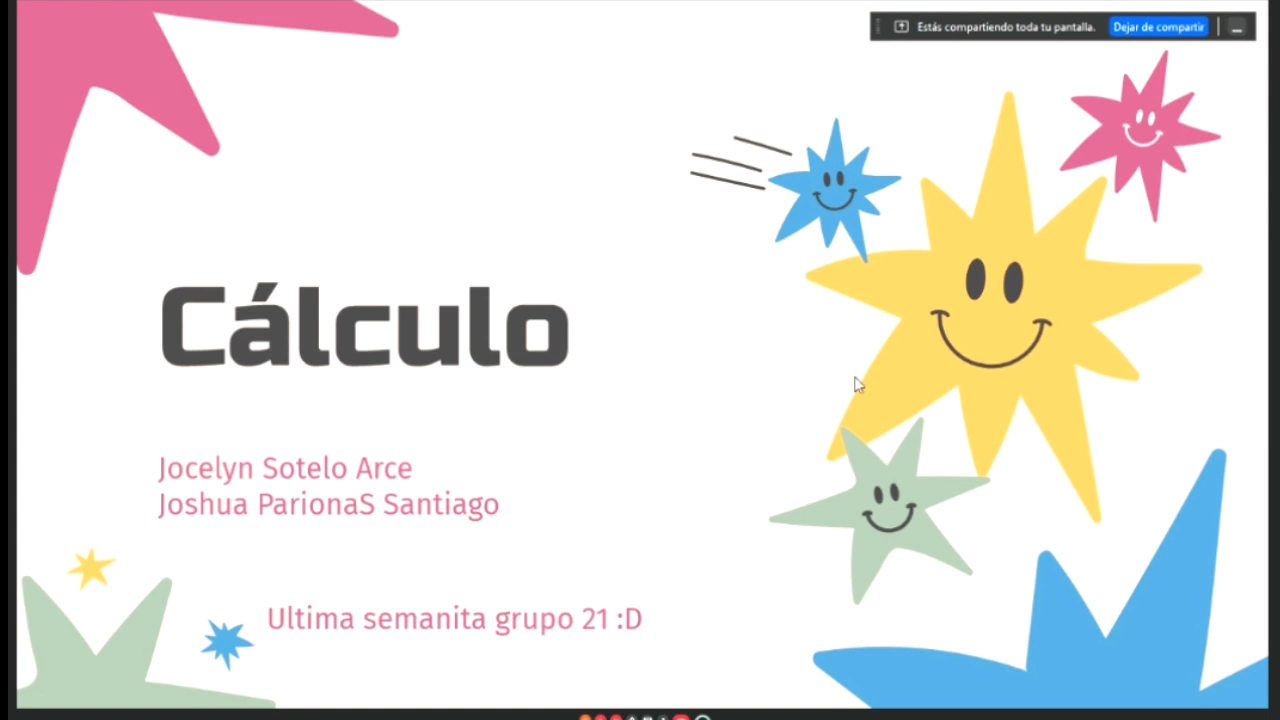 Estás compartiendo toda tu pantalla. Dejar de compartir
Cálculo
Jocelyn Sotelo Arce
Joshua ParionaS Santiago
Ultima semanita grupo 21 :D